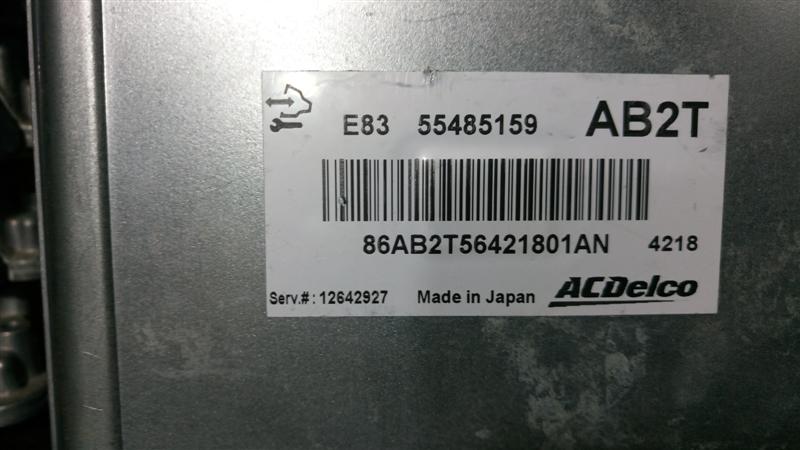 E83 55485159 AB2T
86AB2T56421801AN 4218
Serv.#: 12642927 Made in Japan ACDelco